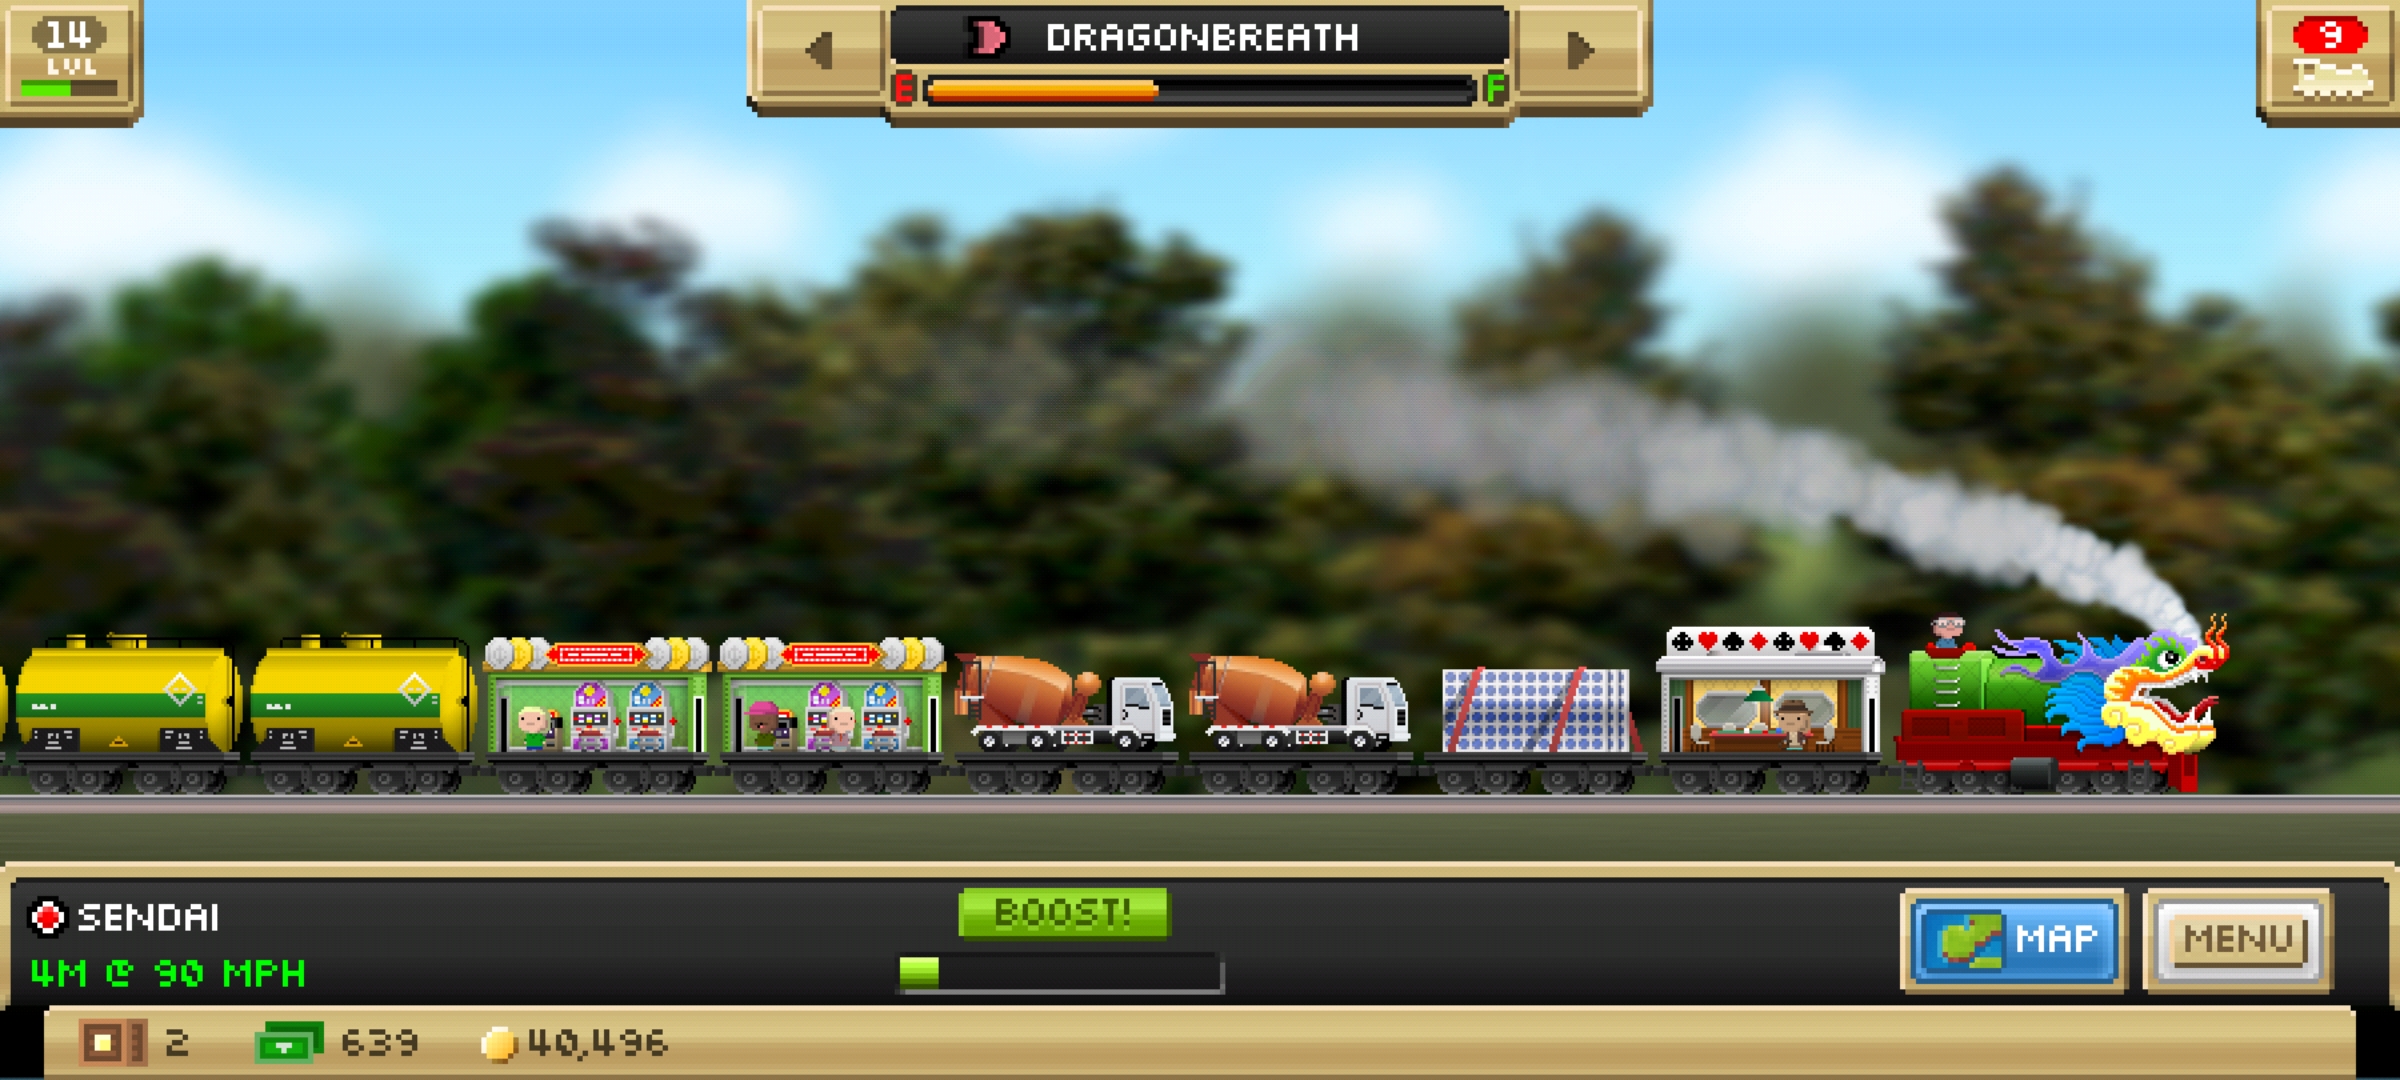 14
LVL
DRAGONBREATH
E F
9
SENDAI
4M @ 90 MPH
BOOST!
MAP
MENU
2
639
40,496